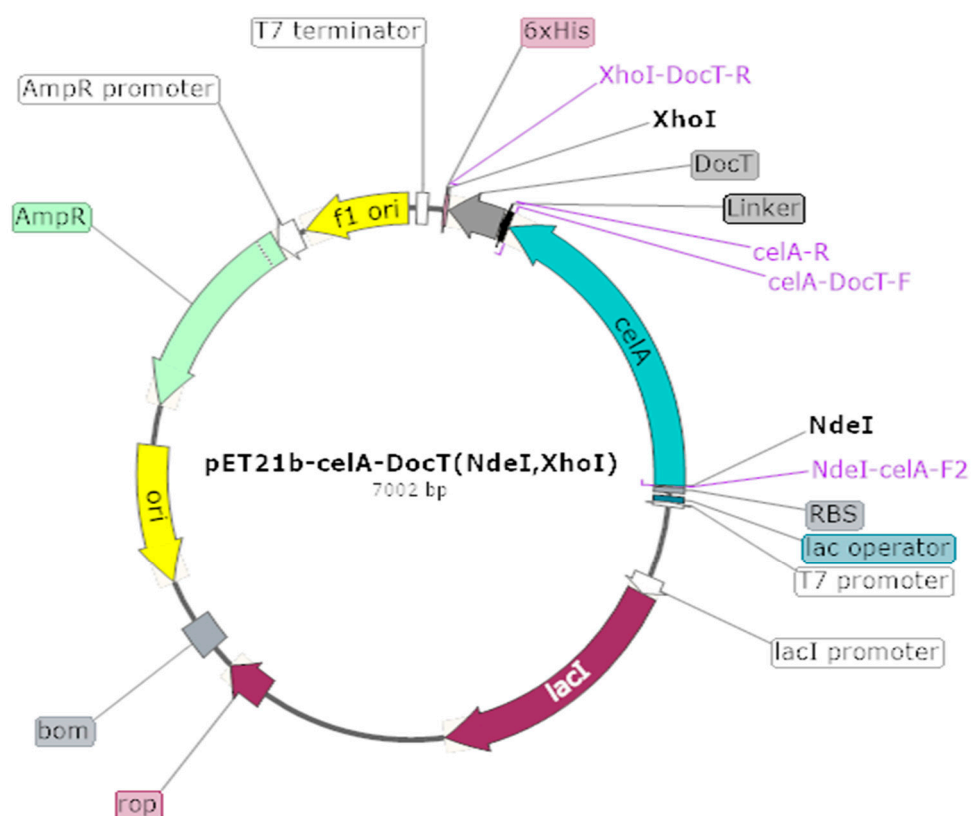 T7 terminator
6xHis
XhoI-DocT-R
AmpR promoter
XhoI
DocT
AmpR
f1 ori
Linker
celA-R
celA-DocT-F
celA
NdeI
pET21b-celA-DocT(NdeI,XhoI)
NdeI-celA-F2
7002 bp
ori
RBS
lac operator
T7 promoter
lacI promoter
lacI
bom
rop